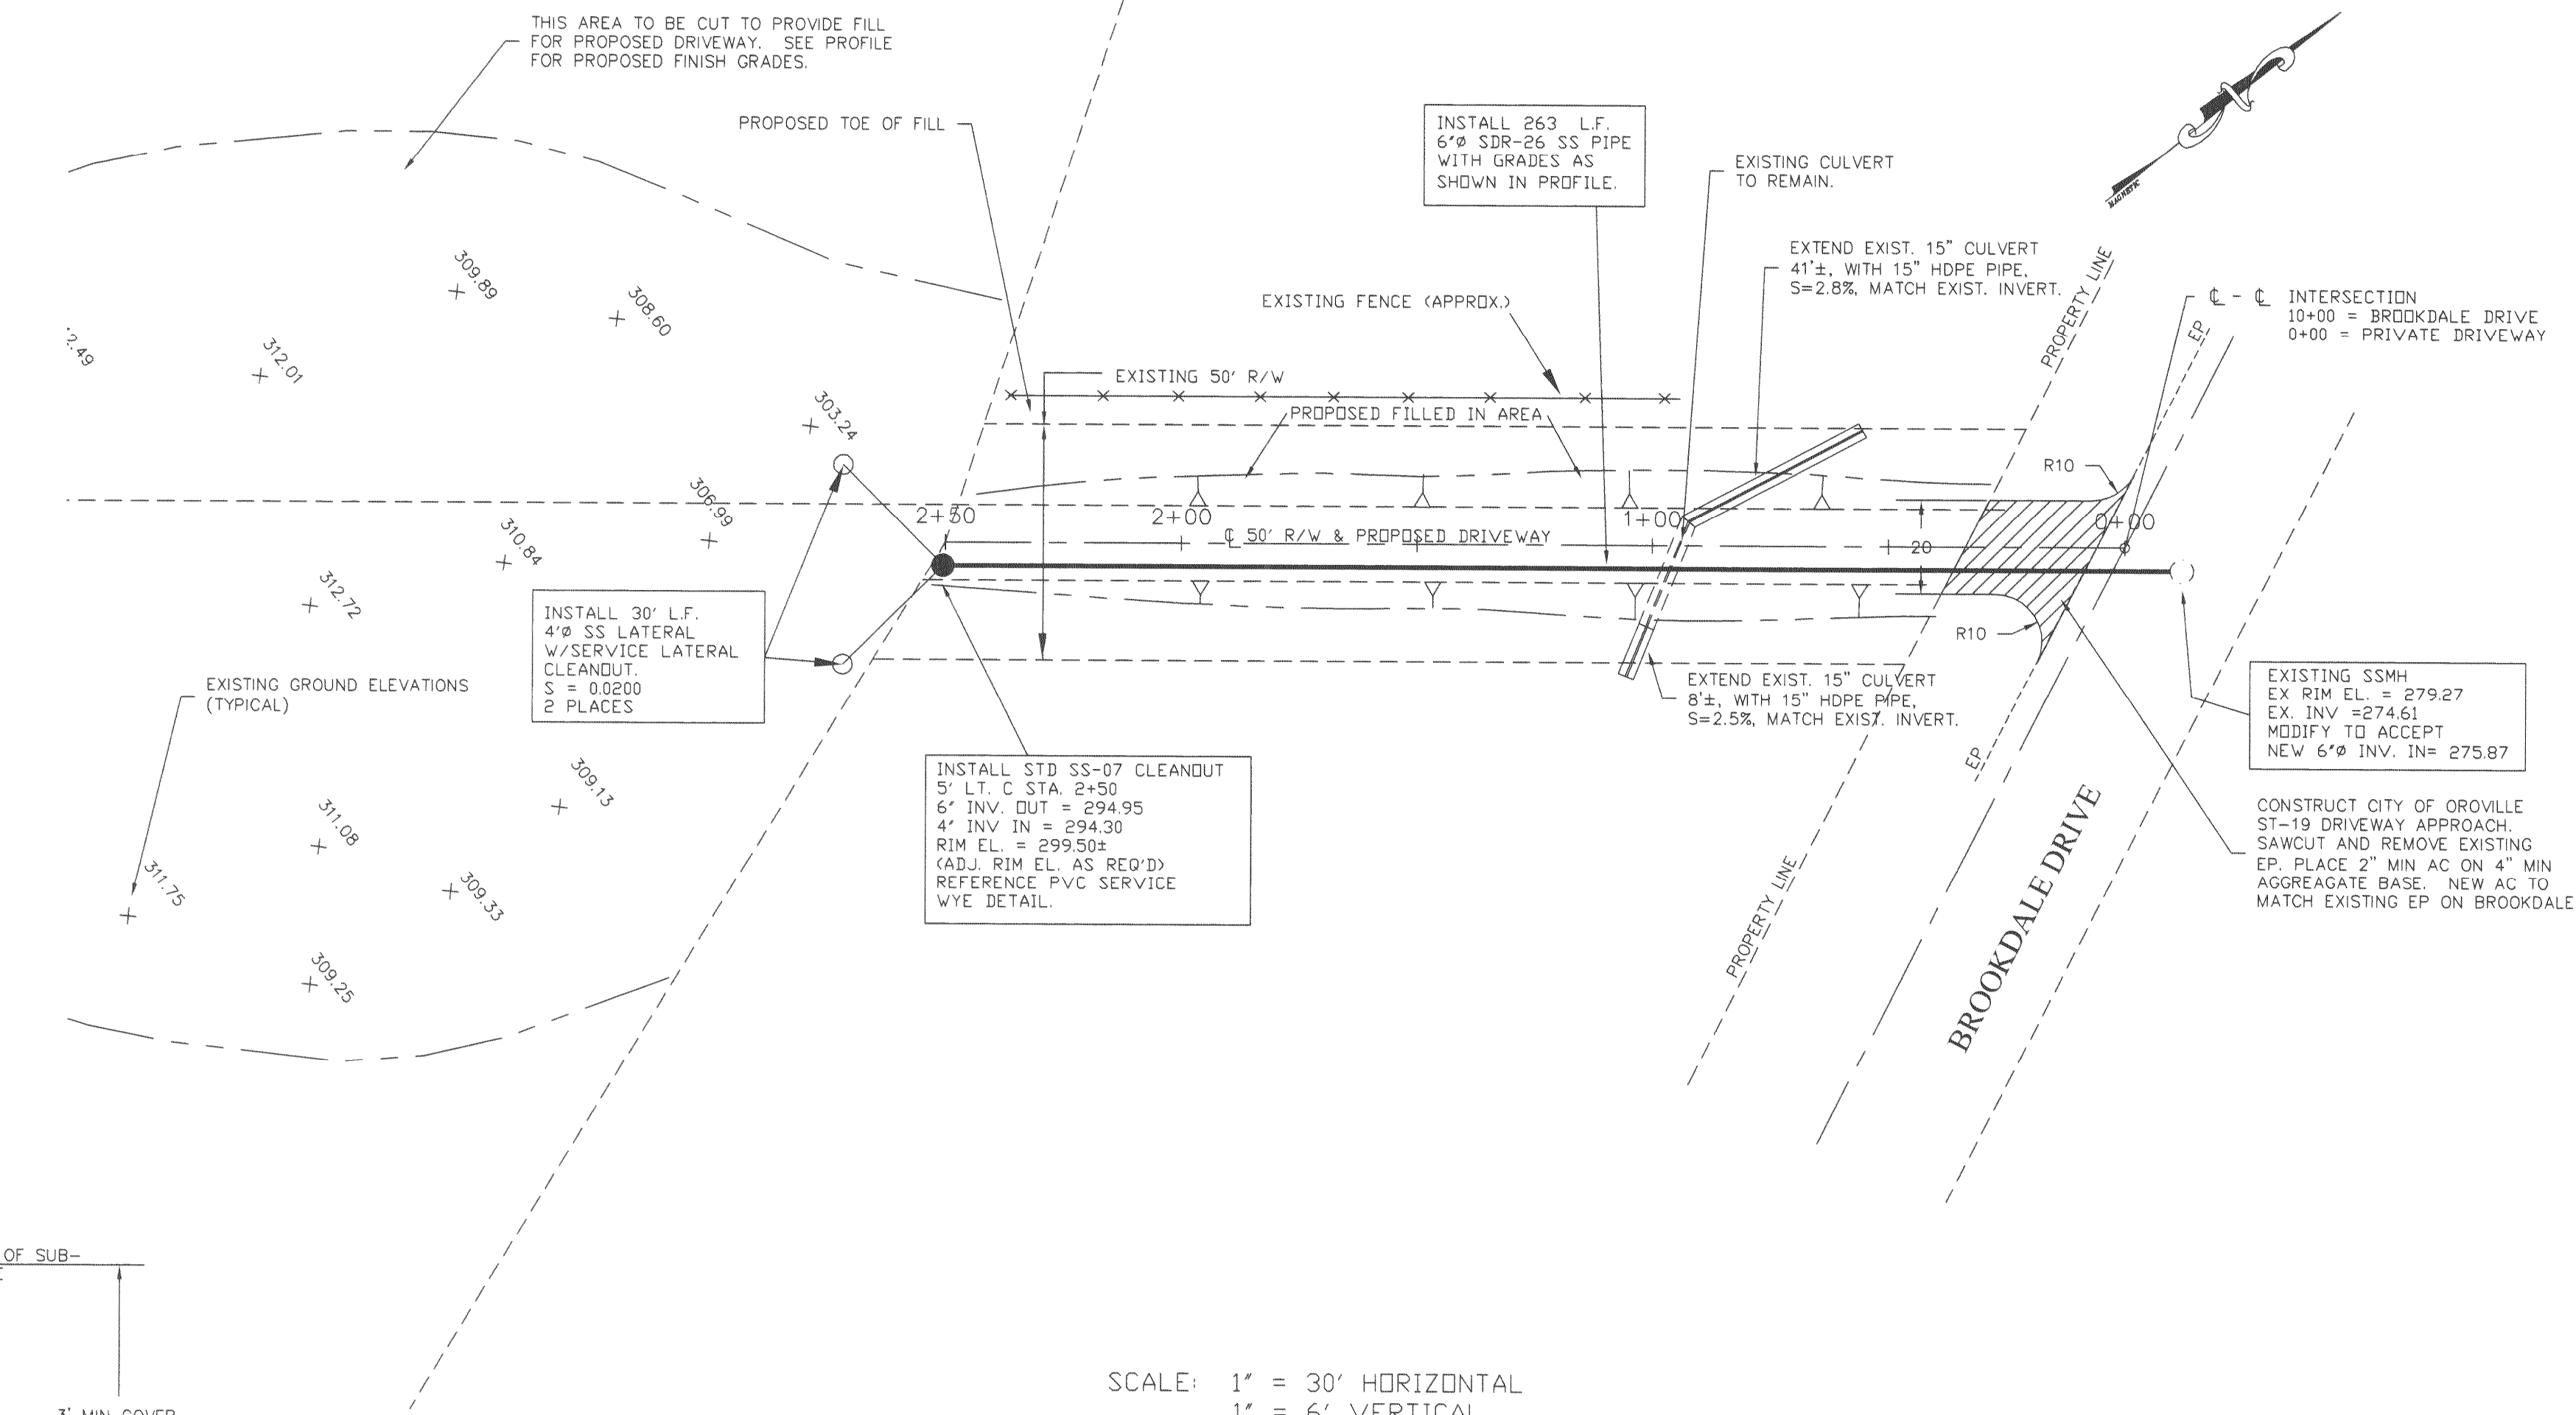 THIS AREA TO BE CUT TO PROVIDE FILL
FOR PROPOSED DRIVEWAY. SEE PROFILE
FOR PROPOSED FINISH GRADES.
PROPOSED TOE OF FILL
INSTALL 263 L.F.
6"Ø SDR-26 SS PIPE
WITH GRADES AS
SHOWN IN PROFILE.
EXISTING CULVERT
TO REMAIN.
MAGNETIC
EXTEND EXIST. 15" CULVERT
41'±, WITH 15" HDPE PIPE,
S=2.8%, MATCH EXIST. INVERT.
EXISTING FENCE (APPROX.)
PROPERTY LINE
EP
℄ - ℄ INTERSECTION
10+00 = BROOKDALE DRIVE
0+00 = PRIVATE DRIVEWAY
309.89
308.60
2.49
312.01
303.24
EXISTING 50' R/W
PROPOSED FILLED IN AREA
R10
306.99
310.84
312.72
2+50
2+00
1+00
0+00
℄ 50' R/W & PROPOSED DRIVEWAY
20
R10
INSTALL 30' L.F.
4'Ø SS LATERAL
W/SERVICE LATERAL
CLEANOUT.
S = 0.0200
2 PLACES
EXISTING GROUND ELEVATIONS
(TYPICAL)
EXTEND EXIST. 15" CULVERT
8'±, WITH 15" HDPE PIPE,
S=2.5%, MATCH EXIST. INVERT.
EXISTING SSMH
EX RIM EL. = 279.27
EX. INV =274.61
MODIFY TO ACCEPT
NEW 6"Ø INV. IN= 275.87
INSTALL STD SS-07 CLEANOUT
5' LT. C STA. 2+50
6" INV. OUT = 294.95
4" INV IN = 294.30
RIM EL. = 299.50±
(ADJ. RIM EL. AS REQ'D)
REFERENCE PVC SERVICE
WYE DETAIL.
EP
CONSTRUCT CITY OF OROVILLE
ST-19 DRIVEWAY APPROACH.
SAWCUT AND REMOVE EXISTING
EP. PLACE 2" MIN AC ON 4" MIN
AGGREAGATE BASE. NEW AC TO
MATCH EXISTING EP ON BROOKDALE
309.13
311.08
311.75
309.33
309.25
PROPERTY LINE
BROOKDALE DRIVE
OF SUB-
SCALE: 1" = 30' HORIZONTAL
1" = 6' VERTICAL
3' MIN COVER